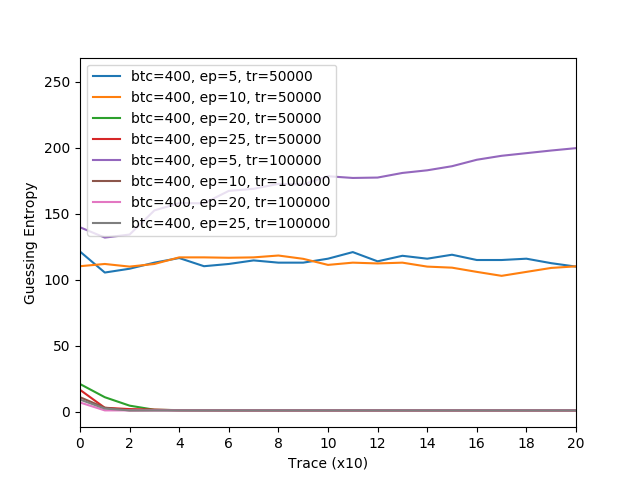 250
200
150
100
50
0
Guessing Entropy
btc=400, ep=5, tr=50000
btc=400, ep=10, tr=50000
btc=400, ep=20, tr=50000
btc=400, ep=25, tr=50000
btc=400, ep=5, tr=100000
btc=400, ep=10, tr=100000
btc=400, ep=20, tr=100000
btc=400, ep=25, tr=100000
0 2 4 6 8 10 12 14 16 18 20
Trace (x10)